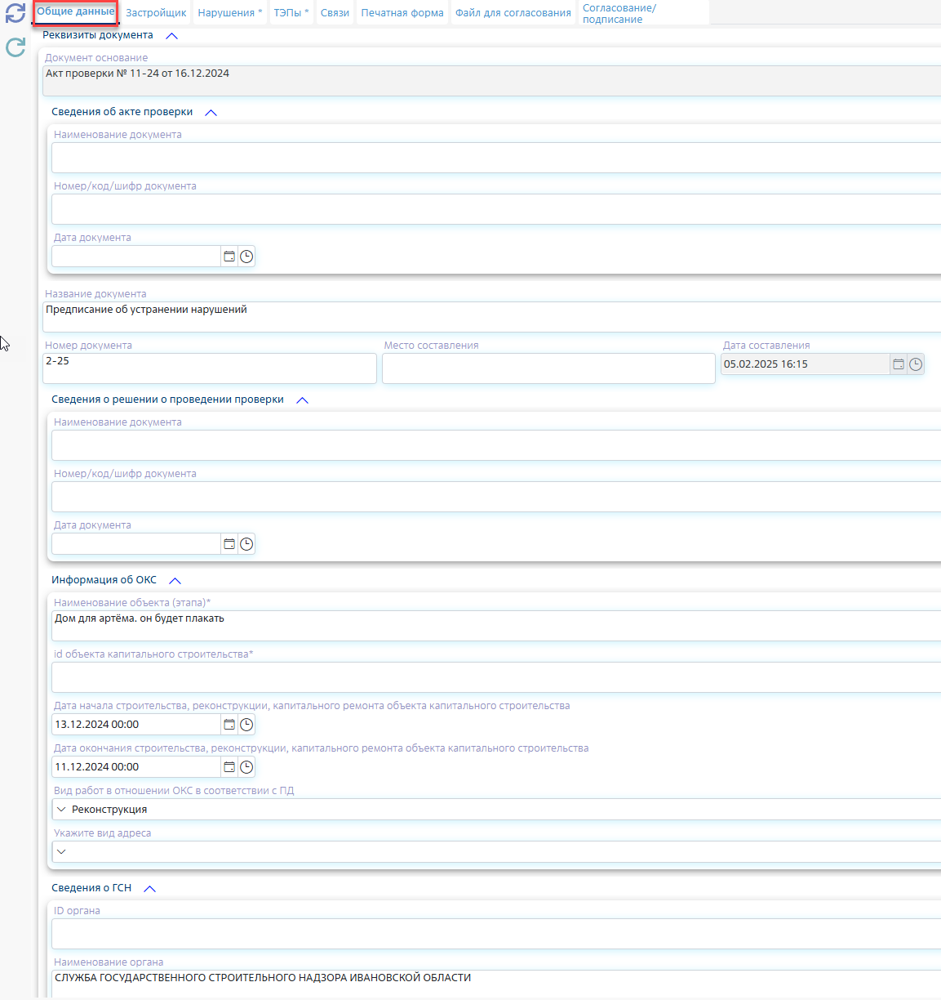 Общие данные
Застройщик
Нарушения *
ТЭПы *
Связи
Печатная форма
Файл для согласования
Согласование/
подписание
Реквизиты документа
Документ основание
Акт проверки № 11-24 от 16.12.2024
Сведения об акте проверки
Наименование документа
Номер/код/шифр документа
Дата документа
Название документа
Предписание об устранении нарушений
Номер документа
Место составления
Дата составления
2-25
05.02.2025 16:15
Сведения о решении о проведении проверки
Наименование документа
Номер/код/шифр документа
Дата документа
Информация об ОКС
Наименование объекта (этапа)*
Дом для артёма. он будет плакать
id объекта капитального строительства*
Дата начала строительства, реконструкции, капитального ремонта объекта капитального строительства
13.12.2024 00:00
Дата окончания строительства, реконструкции, капитального ремонта объекта капитального строительства
11.12.2024 00:00
Вид работ в отношении ОКС в соответствии с ПД
Реконструкция
Укажите вид адреса
Сведения о ГСН
ID органа
Наименование органа
СЛУЖБА ГОСУДАРСТВЕННОГО СТРОИТЕЛЬНОГО НАДЗОРА ИВАНОВСКОЙ ОБЛАСТИ